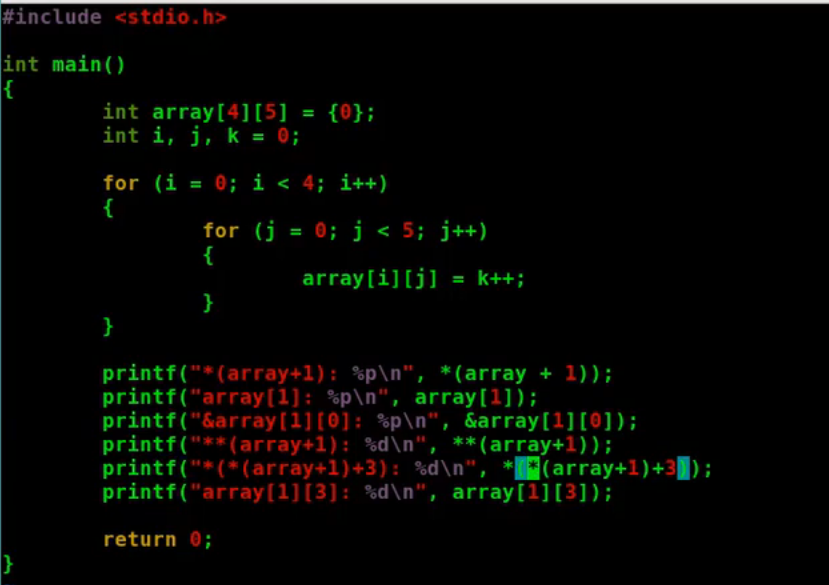 #include <stdio.h>
int main()
{
int array[4][5] = {0};
int i, j, k = 0;
for (i = 0; i < 4; i++)
{
for (j = 0; j < 5; j++)
{
array[i][j] = k++;
}
}
printf("*(array+1): %p\n", *(array + 1));
printf("array[1]: %p\n", array[1]);
printf("&array[1][0]: %p\n", &array[1][0]);
printf("**(array+1): %d\n", **(array+1));
printf("*(*(array+1)+3): %d\n", *(*(array+1)+3));
printf("array[1][3]: %d\n", array[1][3]);
return 0;
}